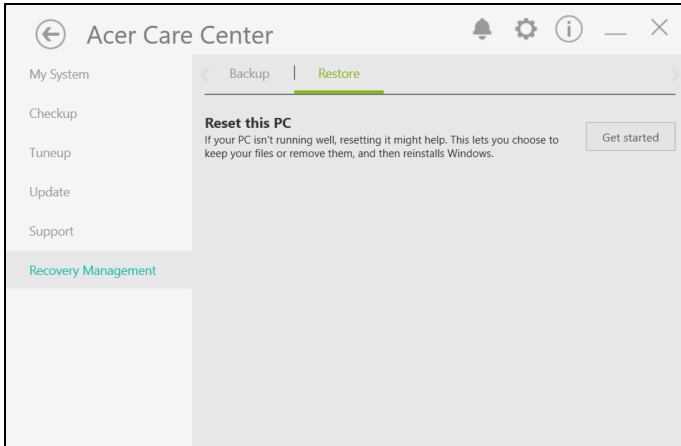 Acer Care Center
My System
Checkup
Tuneup
Update
Support
Recovery Management
Backup
Restore
Reset this PC
If your PC isn't running well, resetting it might help. This lets you choose to
keep your files or remove them, and then reinstalls Windows.
Get started